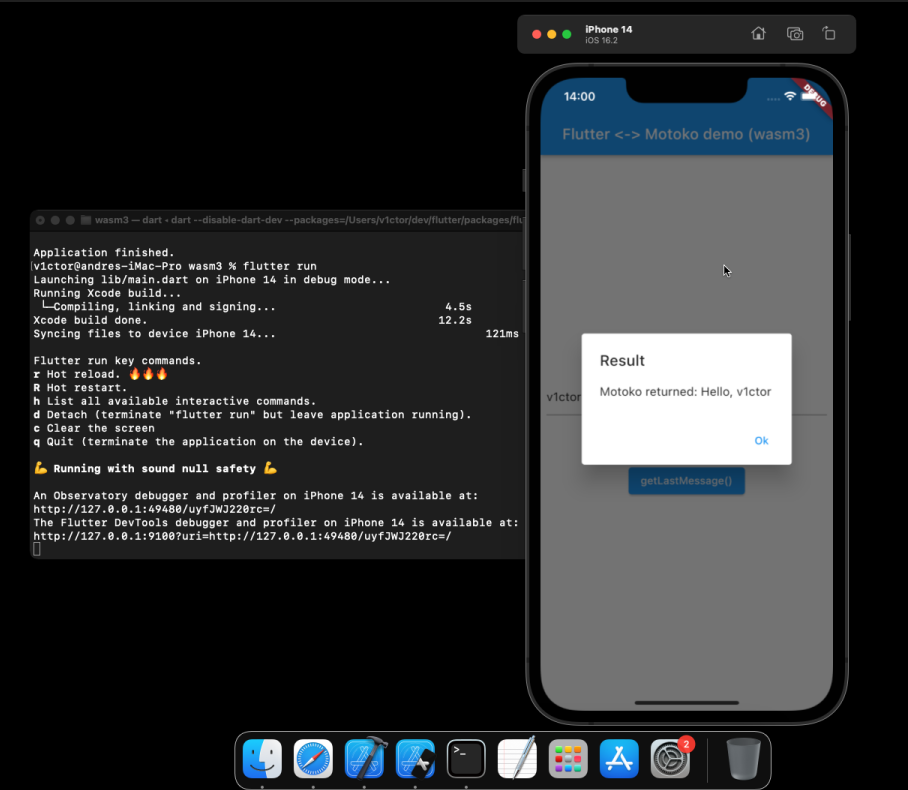 iPhone 14
iOS 16.2
14:00
DEBUG
Flutter <-> Motoko demo (wasm3)
wasm3 — dart ◂ dart --disable-dart-dev --packages=/Users/v1ctor/dev/flutter/packages/flu
Application finished.
v1ctor@andres-iMac-Pro wasm3 % flutter run
Launching lib/main.dart on iPhone 14 in debug mode...
Running Xcode build...
└─Compiling, linking and signing... 4.5s
Xcode build done. 12.2s
Syncing files to device iPhone 14... 121ms
Flutter run key commands.
r Hot reload. 🔥🔥🔥
R Hot restart.
h List all available interactive commands.
d Detach (terminate "flutter run" but leave application running).
c Clear the screen
q Quit (terminate the application on the device).
💪 Running with sound null safety 💪
An Observatory debugger and profiler on iPhone 14 is available at:
http://127.0.0.1:49480/uyfJWJ220rc=/
The Flutter DevTools debugger and profiler on iPhone 14 is available at:
http://127.0.0.1:9100?uri=http://127.0.0.1:49480/uyfJWJ220rc=/
v1ctor
Result
Motoko returned: Hello, v1ctor
Ok
getLastMessage()
>_
2